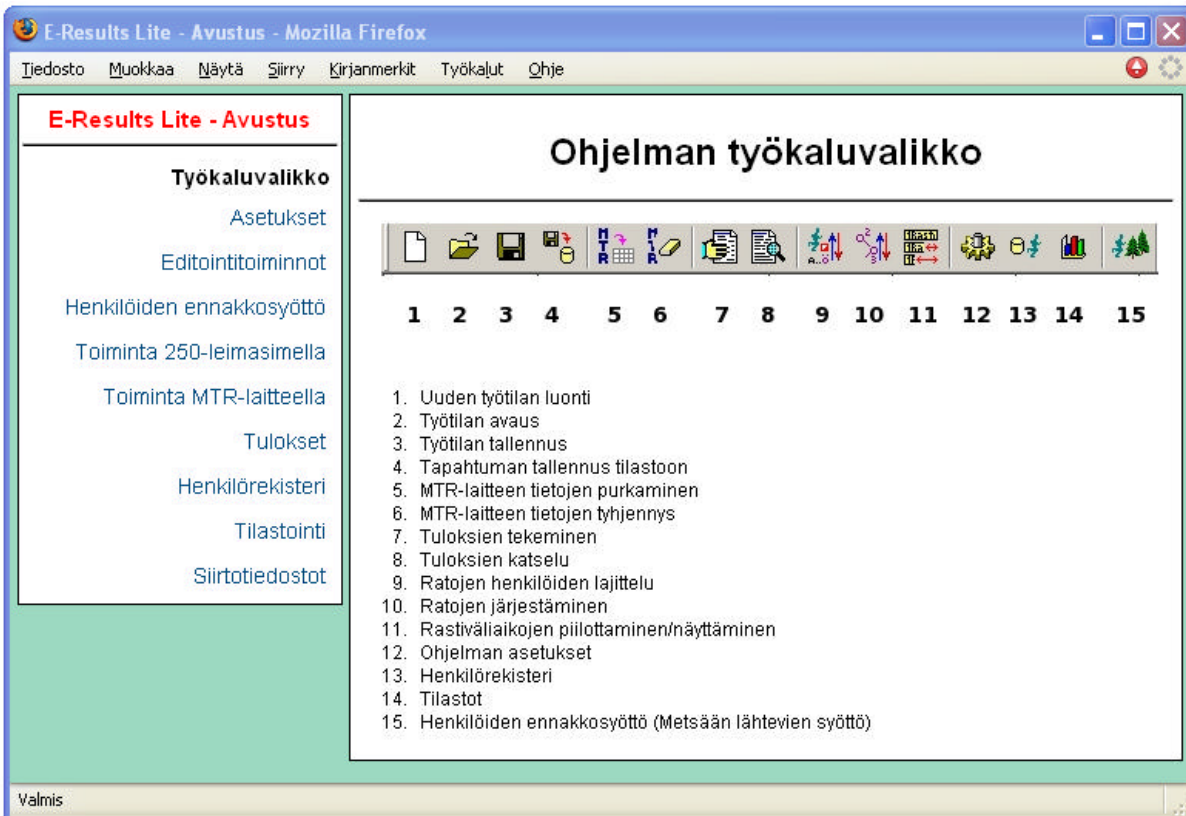 E-Results Lite - Avustus - Mozilla Firefox
Tiedosto Muokkaa Näytä Siirry Kirjanmerkit Työkalut Ohje
E-Results Lite - Avustus
Työkaluvalikko
Asetukset
Editointitoiminnot
Henkilöiden ennakkosyöttö
Toiminta 250-leimasimella
Toiminta MTR-laitteella
Tulokset
Henkilörekisteri
Tilastointi
Siirtotiedostot
Ohjelman työkaluvalikko
1 2 3 4 5 6 7 8 9 10 11 12 13 14 15
1. Uuden työtilan luonti
2. Työtilan avaus
3. Työtilan tallennus
4. Tapahtuman tallennus tilastoon
5. MTR-laitteen tietojen purkaminen
6. MTR-laitteen tietojen tyhjennys
7. Tuloksien tekeminen
8. Tuloksien katselu
9. Ratojen henkilöiden lajittelu
10. Ratojen järjestäminen
11. Rastiväliaikojen piilottaminen/näyttäminen
12. Ohjelman asetukset
13. Henkilörekisteri
14. Tilastot
15. Henkilöiden ennakkosyöttö (Metsään lähtevien syöttö)
Valmis